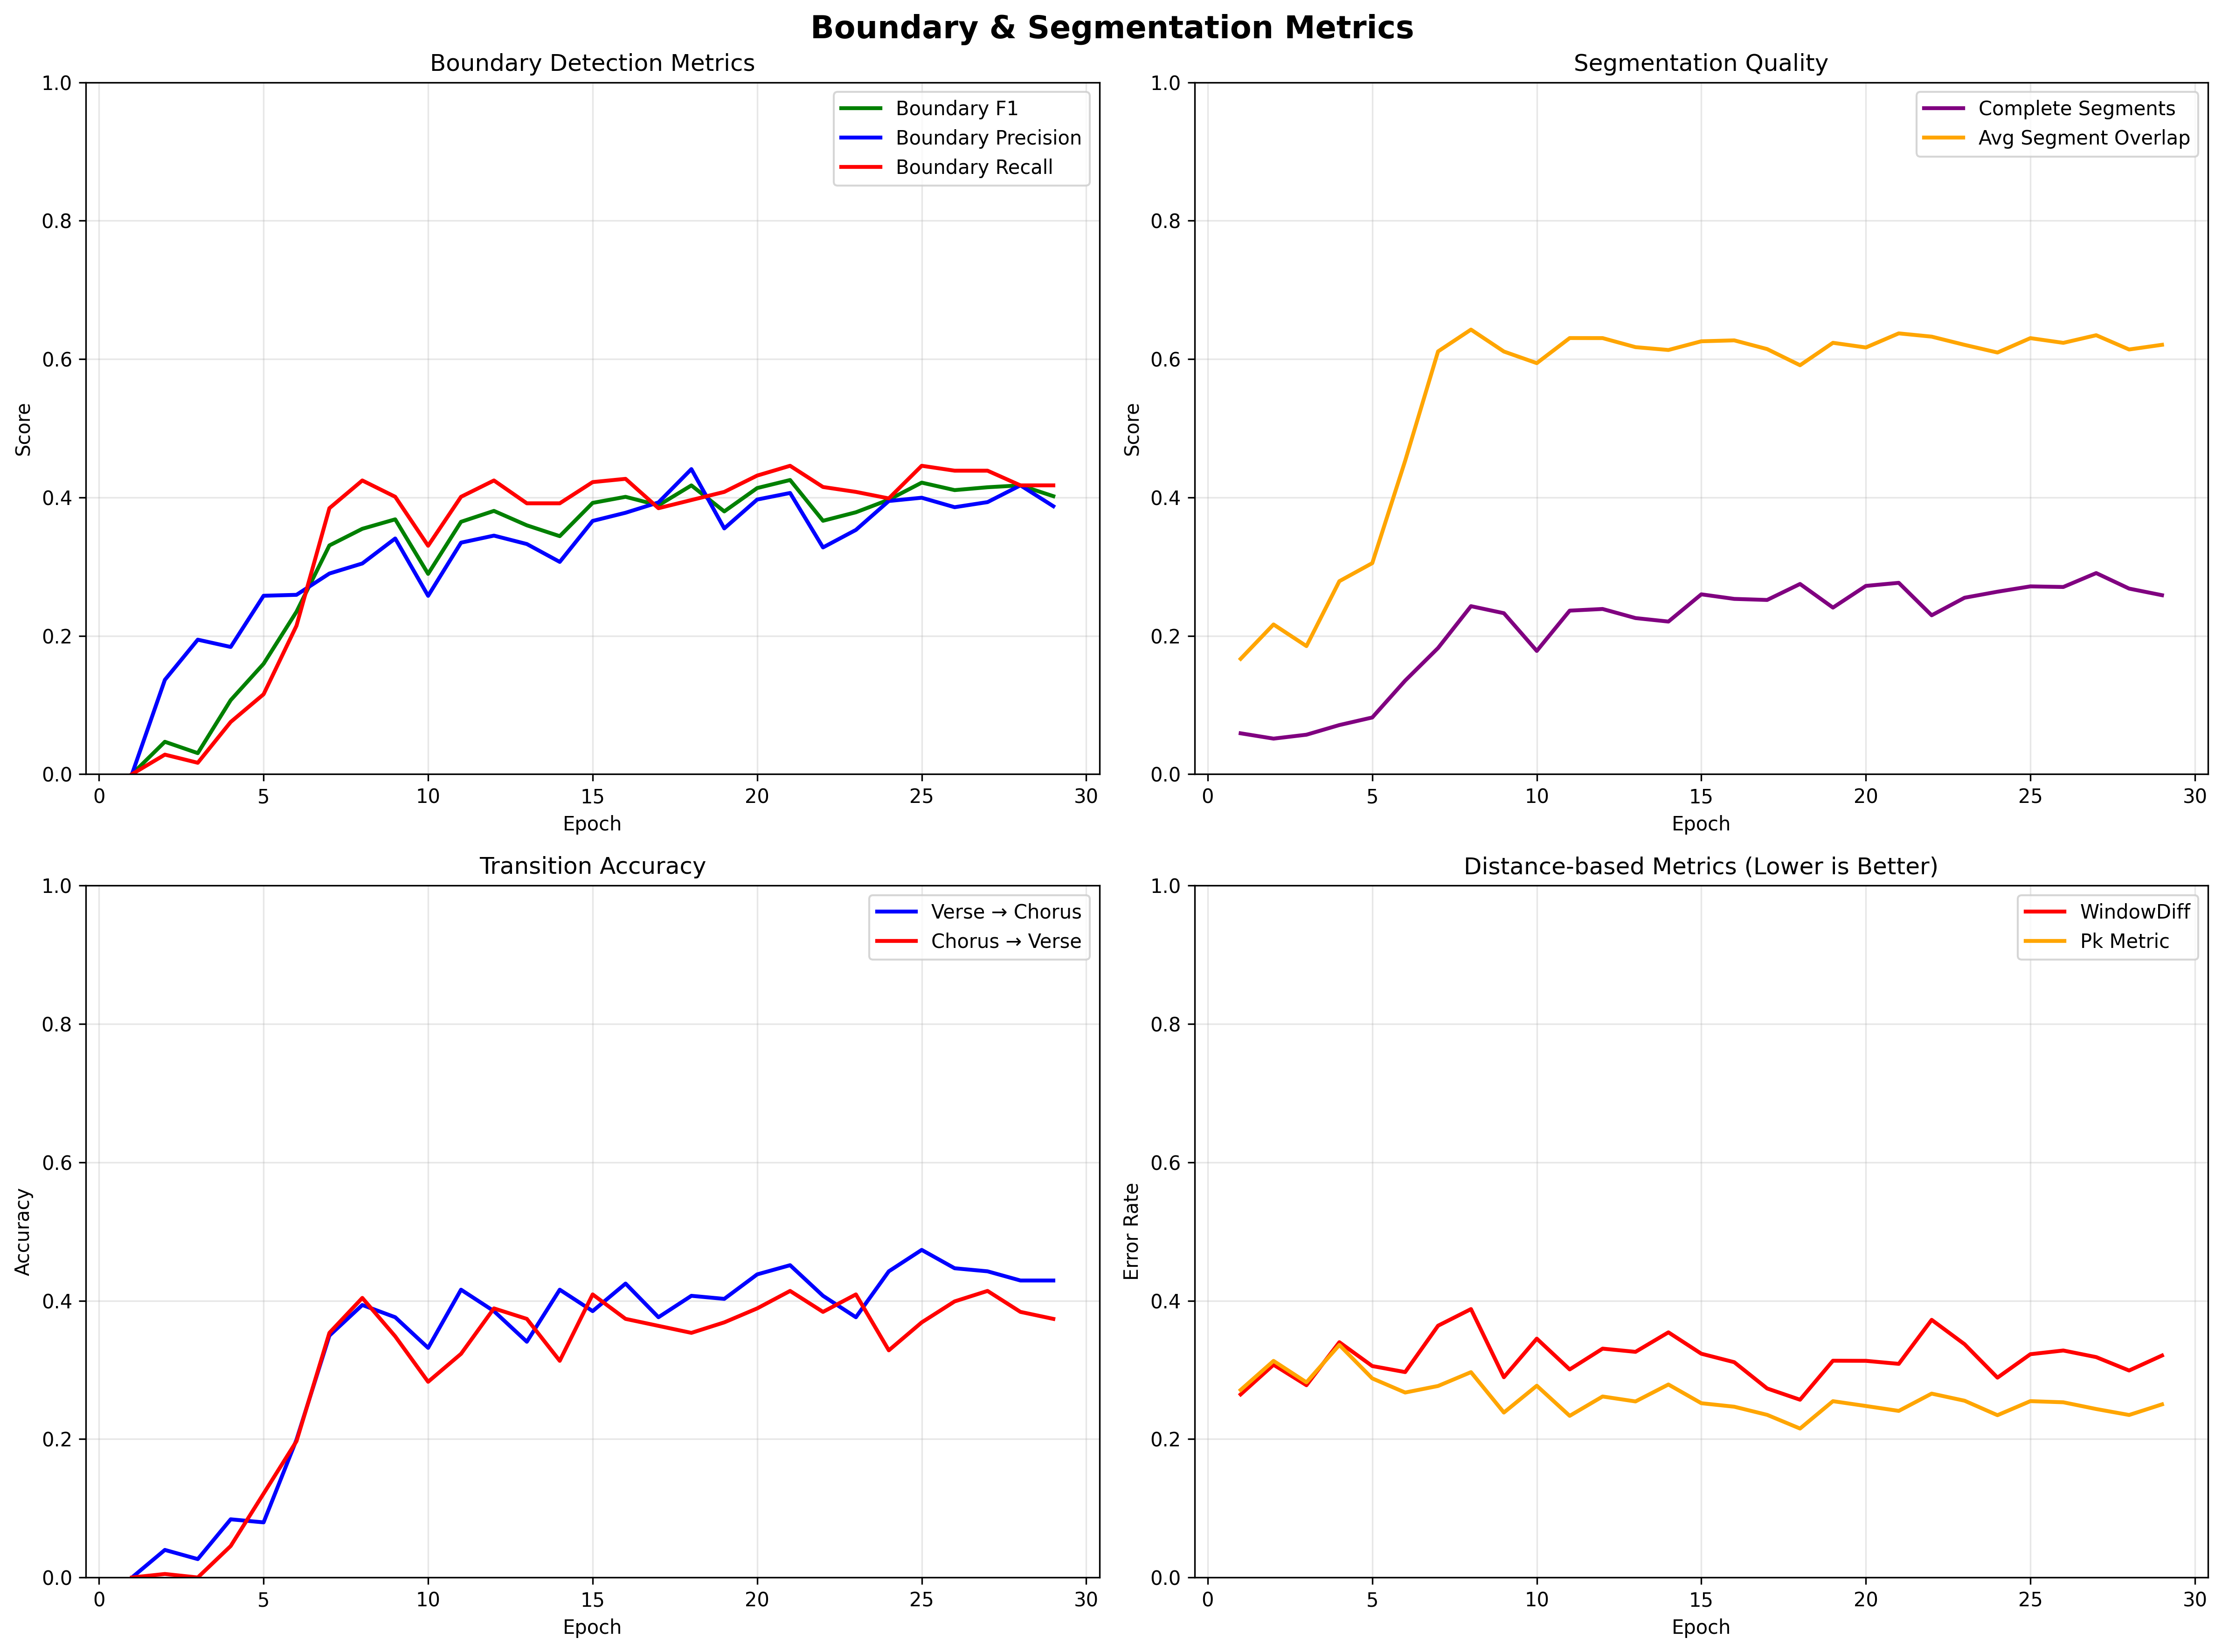 Boundary & Segmentation Metrics
Boundary Detection Metrics
1.0
0.8
0.6
0.4
0.2
0.0
Score
Boundary F1
Boundary Precision
Boundary Recall
0 5 10 15 20 25 30
Epoch
Segmentation Quality
1.0
0.8
0.6
0.4
0.2
0.0
Score
Complete Segments
Avg Segment Overlap
0 5 10 15 20 25 30
Epoch
Transition Accuracy
1.0
0.8
0.6
0.4
0.2
0.0
Accuracy
Verse → Chorus
Chorus → Verse
0 5 10 15 20 25 30
Epoch
Distance-based Metrics (Lower is Better)
1.0
0.8
0.6
0.4
0.2
0.0
Error Rate
WindowDiff
Pk Metric
0 5 10 15 20 25 30
Epoch